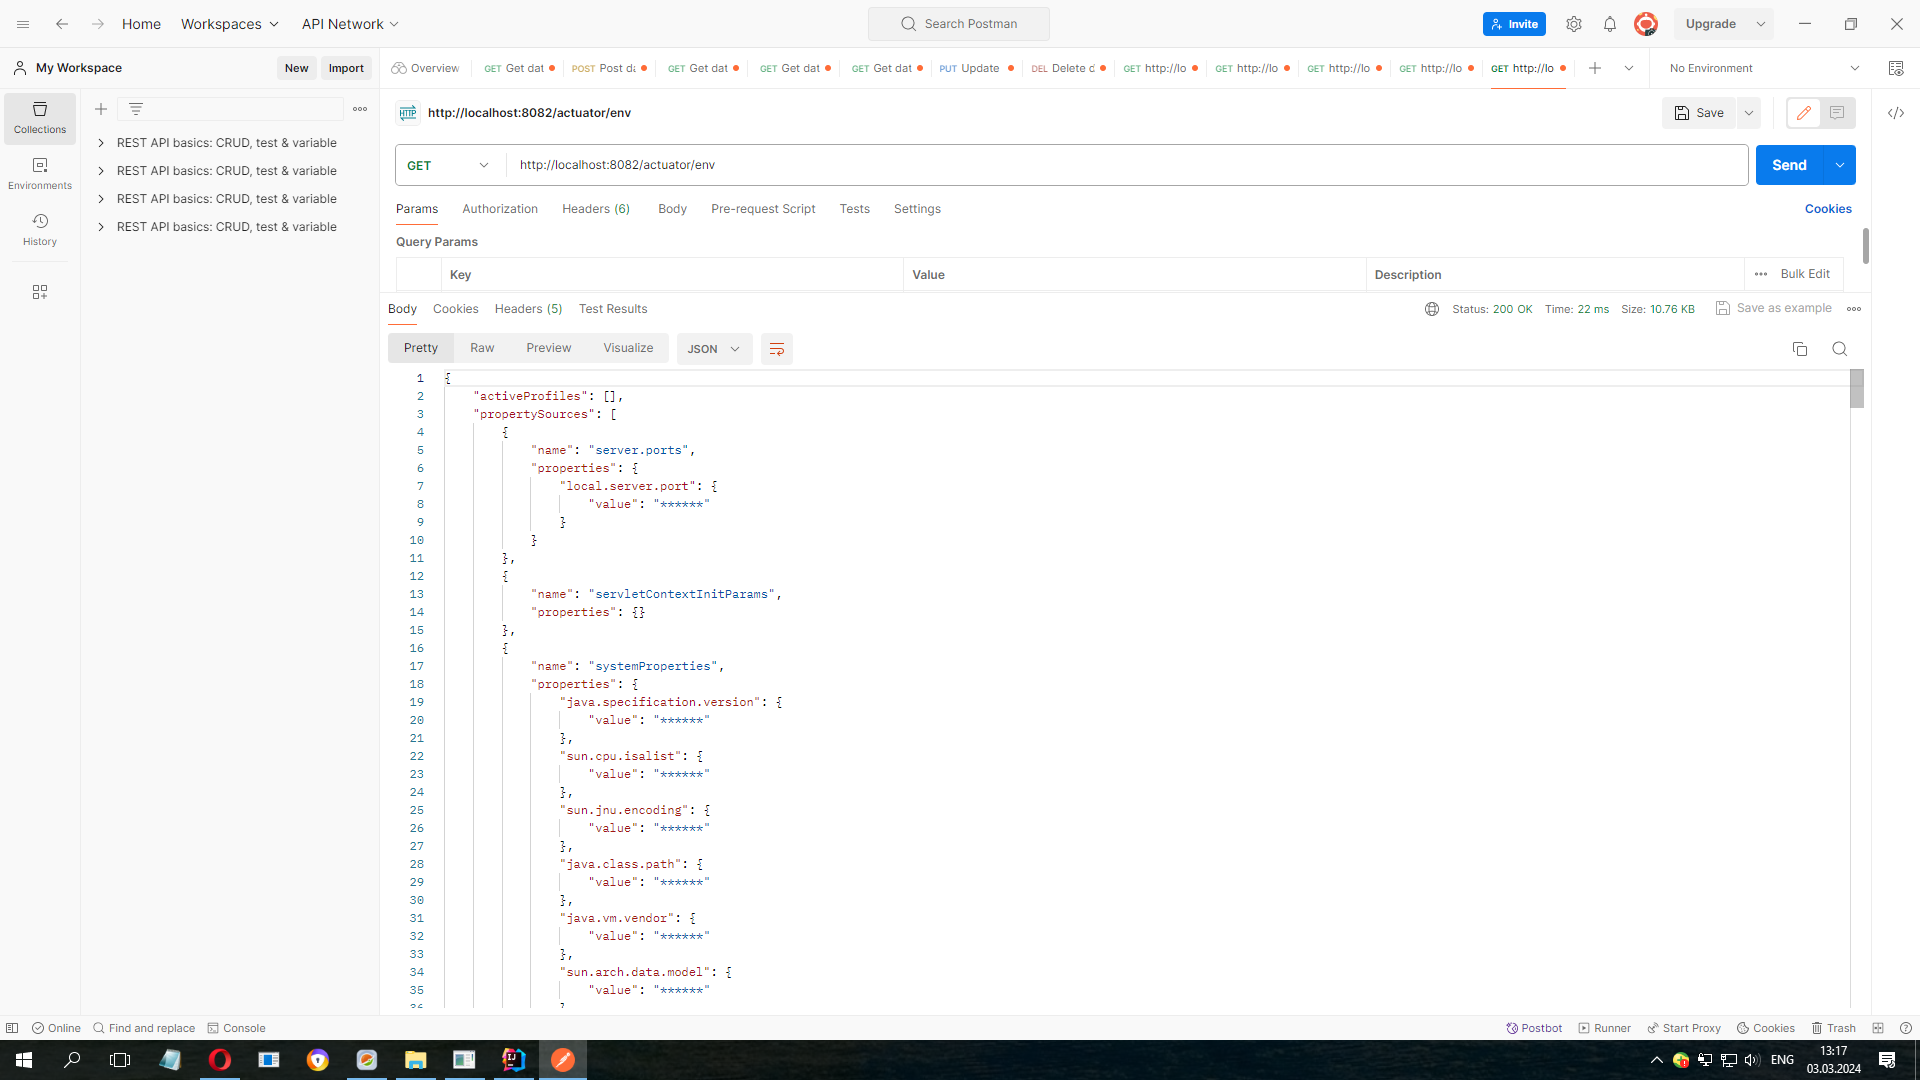 Home
Workspaces
API Network
Search Postman
Invite
Upgrade
My Workspace
New
Import
Overview
GET Get dat
POST Post da
GET Get dat
GET Get dat
GET Get dat
PUT Update
DEL Delete d
GET http://lo
GET http://lo
GET http://lo
GET http://lo
GET http://lo
No Environment
Collections
Environments
History
REST API basics: CRUD, test & variable
REST API basics: CRUD, test & variable
REST API basics: CRUD, test & variable
REST API basics: CRUD, test & variable
HTTP http://localhost:8082/actuator/env
Save
GET http://localhost:8082/actuator/env
Send
Params Authorization Headers (6) Body Pre-request Script Tests Settings
Cookies
Query Params
Key Value Description
Bulk Edit
Body Cookies Headers (5) Test Results
Status: 200 OK Time: 22 ms Size: 10.76 KB
Save as example
Pretty Raw Preview Visualize JSON
1 {
2 "activeProfiles": [],
3 "propertySources": [
4 {
5 "name": "server.ports",
6 "properties": {
7 "local.server.port": {
8 "value": "******"
9 }
10 }
11 },
12 {
13 "name": "servletContextInitParams",
14 "properties": {}
15 },
16 {
17 "name": "systemProperties",
18 "properties": {
19 "java.specification.version": {
20 "value": "******"
21 },
22 "sun.cpu.isalist": {
23 "value": "******"
24 },
25 "sun.jnu.encoding": {
26 "value": "******"
27 },
28 "java.class.path": {
29 "value": "******"
30 },
31 "java.vm.vendor": {
32 "value": "******"
33 },
34 "sun.arch.data.model": {
35 "value": "******"
Online
Find and replace
Console
Postbot
Runner
Start Proxy
Cookies
Trash
ENG
13:17
03.03.2024